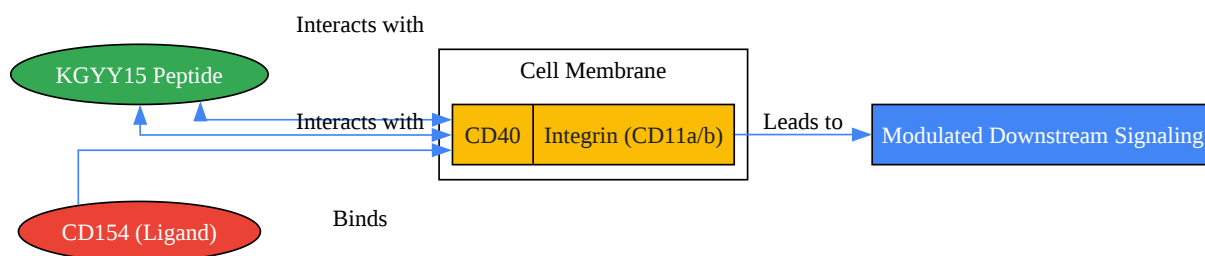 Interacts with
Cell Membrane
KGYY15 Peptide
Interacts with
CD40
Integrin (CD11a/b)
Leads to
Modulated Downstream Signaling
Binds
CD154 (Ligand)